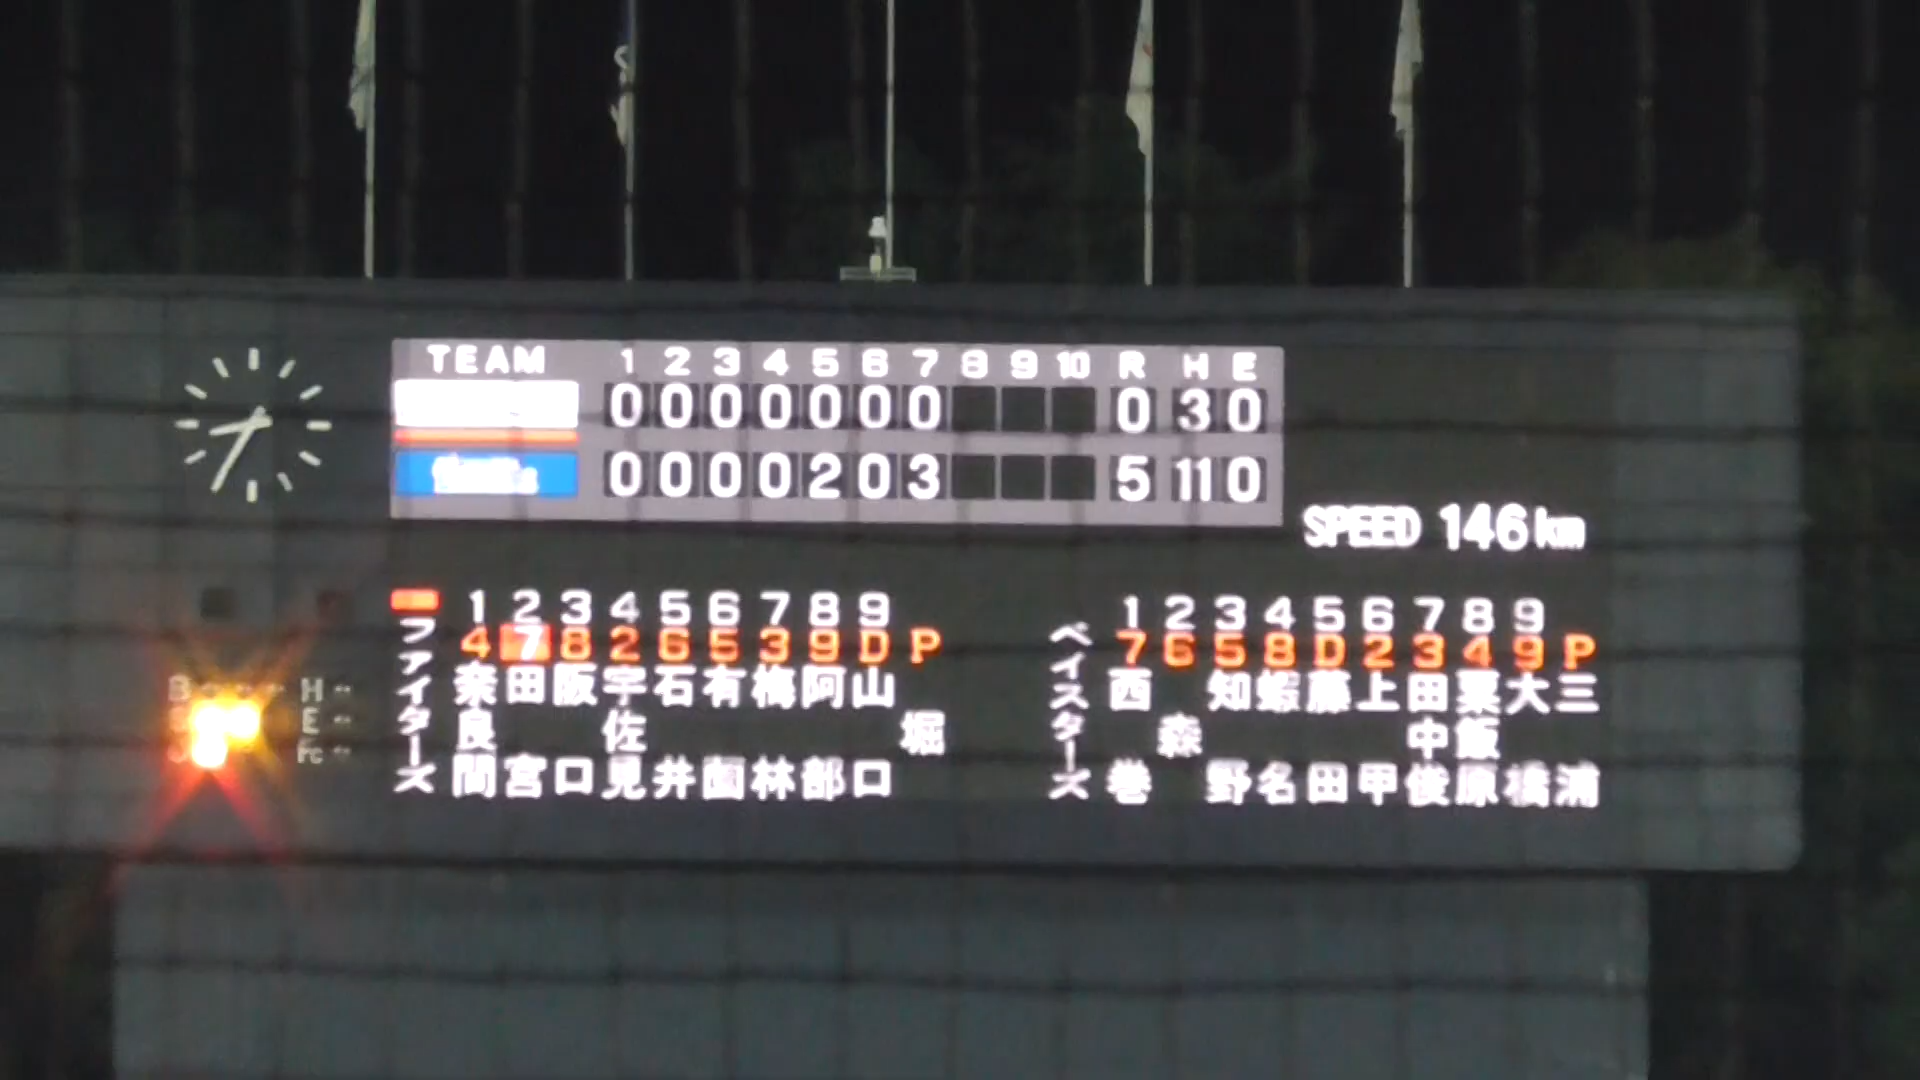 TEAM 1 2 3 4 5 6 7 8 9 10 R H E
0 0 0 0 0 0 0 0 3 0
0 0 0 0 2 0 3 5 11 0
SPEED 146km
1 2 3 4 5 6 7 8 9
4 7 8 2 6 5 3 9 D P
ファイターズ
奈良間
田宮
阪口
宇佐見
石井
有薗
梅林
阿部
山口
堀
1 2 3 4 5 6 7 8 9
7 6 5 8 D 2 3 4 9 P
ベイスターズ
西巻
森
知野
蝦名
藤田
上甲
田中俊
粟飯原
大橋
三浦
B H
E
Fc